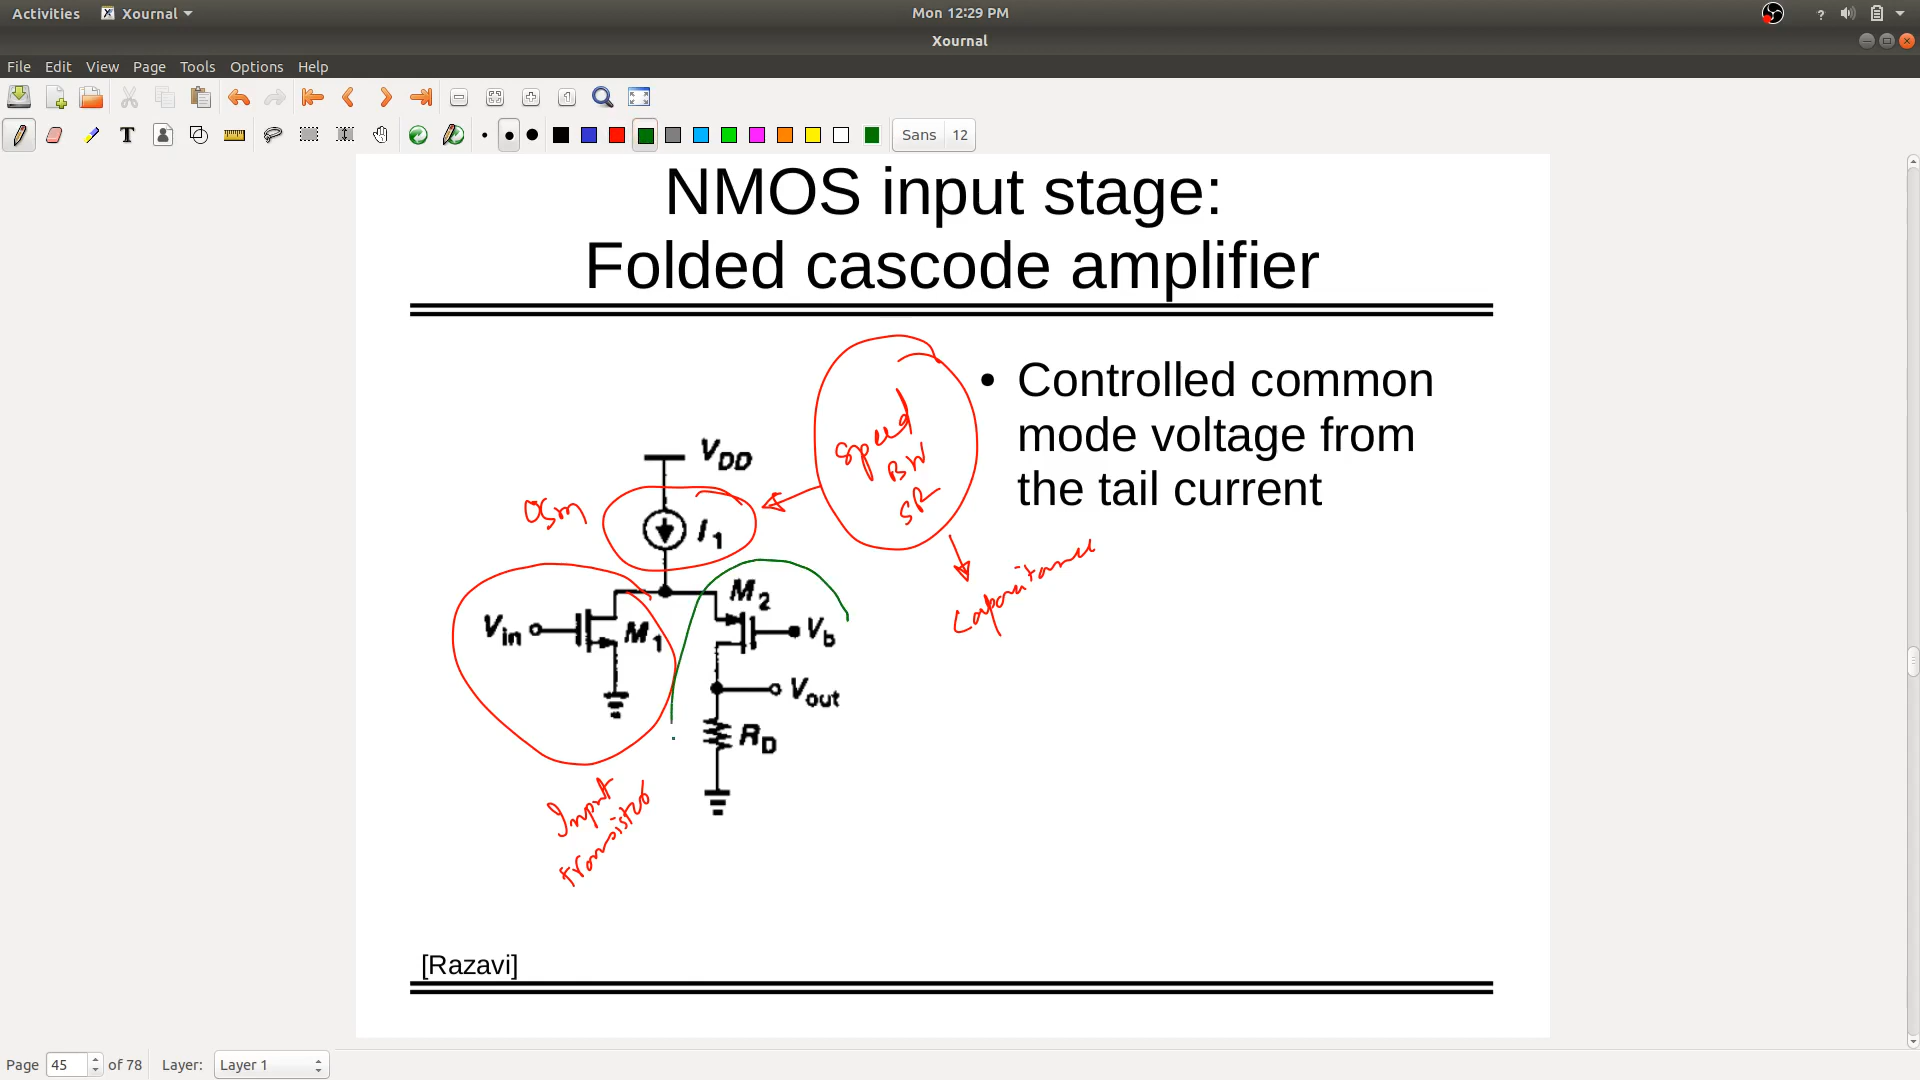 Activities Xournal Mon 12:29 PM ?
Xournal
File Edit View Page Tools Options Help
T Sans 12
NMOS input stage:
Folded cascode amplifier
• Controlled common
mode voltage from
the tail current
speed
BW
SR
VDD
I1
M2
Vin M1 Vb
Vout
RD
Capacitance
Input
transistor
[Razavi]
Page 45 of 78 Layer: Layer 1